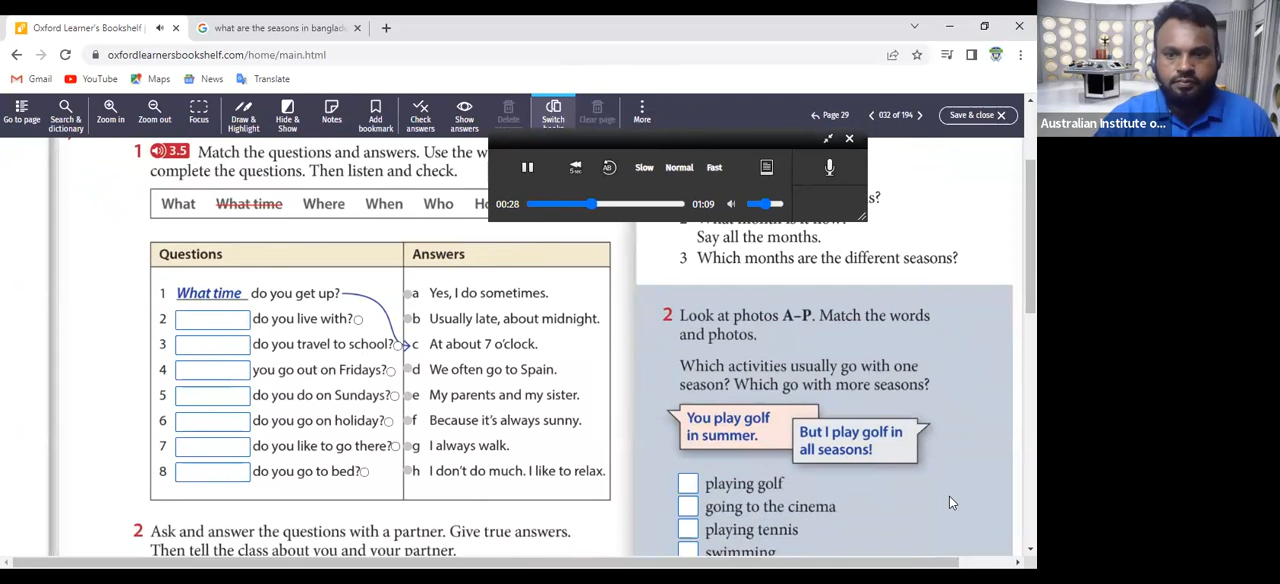 Oxford Learner's Bookshelf |
what are the seasons in banglad
oxfordlearnersbookshelf.com/home/main.html
Gmail YouTube Maps News Translate
Go to page
Search & dictionary
Zoom in
Zoom out
Focus
Draw & Highlight
Hide & Show
Notes
Add bookmark
Check answers
Show answers
Delete
Switch
Clear page
More
Page 29
032 of 194
Save & close
Australian Institute o...
AB
5 sec
Slow Normal Fast
00:28 01:09
1 3.5 Match the questions and answers. Use the w
complete the questions. Then listen and check.
What What time Where When Who
Questions Answers
1 What time do you get up? a Yes, I do sometimes.
2 do you live with? b Usually late, about midnight.
3 do you travel to school? c At about 7 o'clock.
4 you go out on Fridays? d We often go to Spain.
5 do you do on Sundays? e My parents and my sister.
6 do you go on holiday? f Because it's always sunny.
7 do you like to go there? g I always walk.
8 do you go to bed? h I don't do much. I like to relax.
2 Ask and answer the questions with a partner. Give true answers.
Then tell the class about you and your partner.
s?
Say all the months.
3 Which months are the different seasons?
2 Look at photos A–P. Match the words
and photos.
Which activities usually go with one
season? Which go with more seasons?
You play golf
in summer.
But I play golf in
all seasons!
playing golf
going to the cinema
playing tennis
swimming